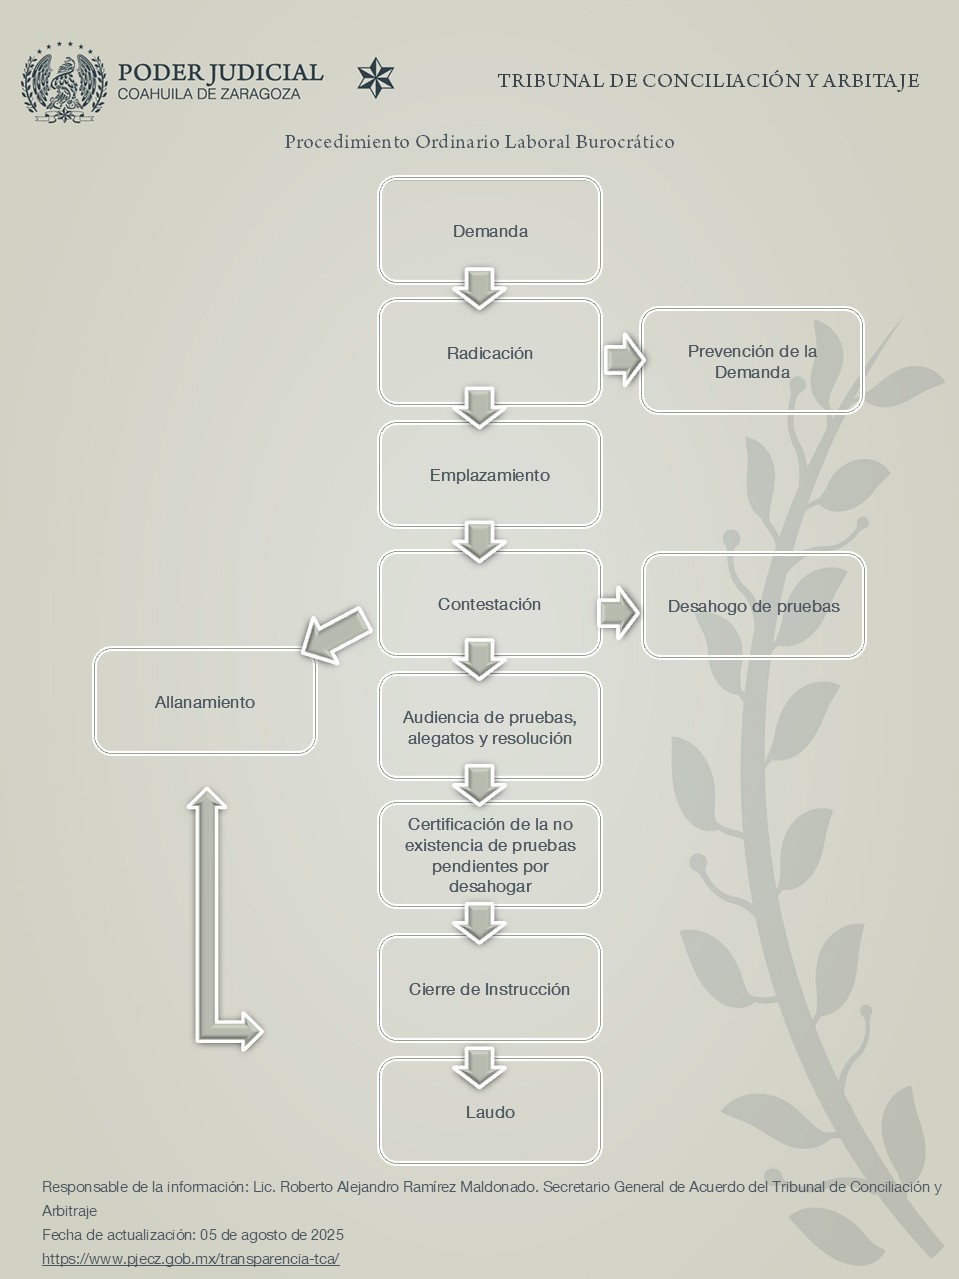 PODER JUDICIAL
COAHUILA DE ZARAGOZA
TRIBUNAL DE CONCILIACIÓN Y ARBITAJE
Procedimiento Ordinario Laboral Burocrático
Demanda
Radicación
Prevención de la
Demanda
Emplazamiento
Contestación
Desahogo de pruebas
Allanamiento
Audiencia de pruebas,
alegatos y resolución
Certificación de la no
existencia de pruebas
pendientes por
desahogar
Cierre de Instrucción
Laudo
Responsable de la información: Lic. Roberto Alejandro Ramírez Maldonado. Secretario General de Acuerdo del Tribunal de Conciliación y
Arbitraje
Fecha de actualización: 05 de agosto de 2025
https://www.pjecz.gob.mx/transparencia-tca/